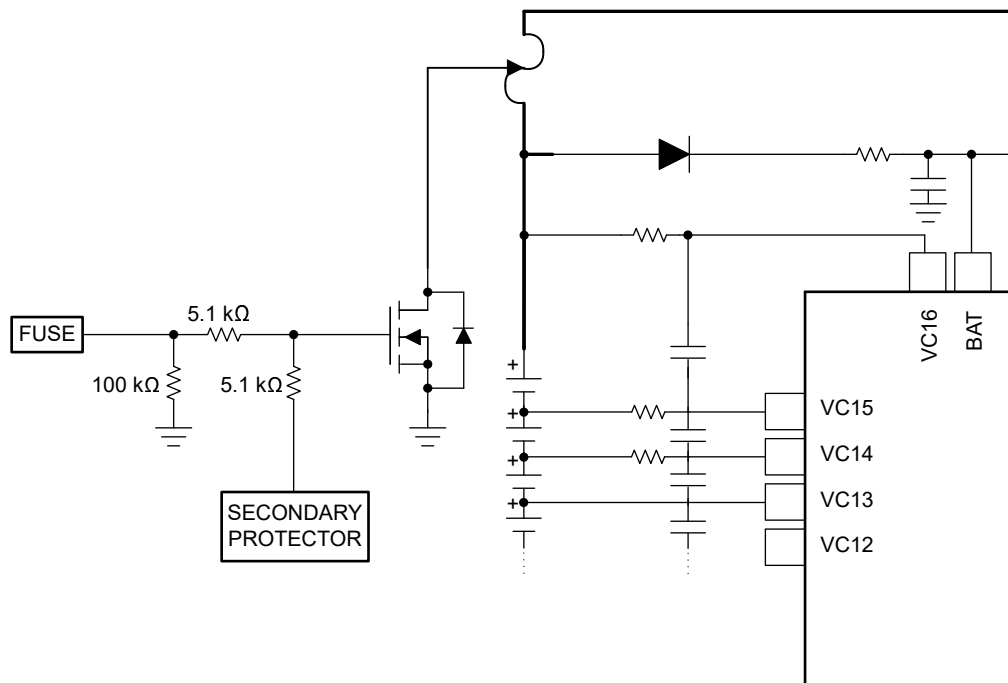 VC16
BAT
5.1 kΩ
FUSE
100 kΩ
5.1 kΩ
SECONDARY
PROTECTOR
+
+
+
+
VC15
VC14
VC13
VC12